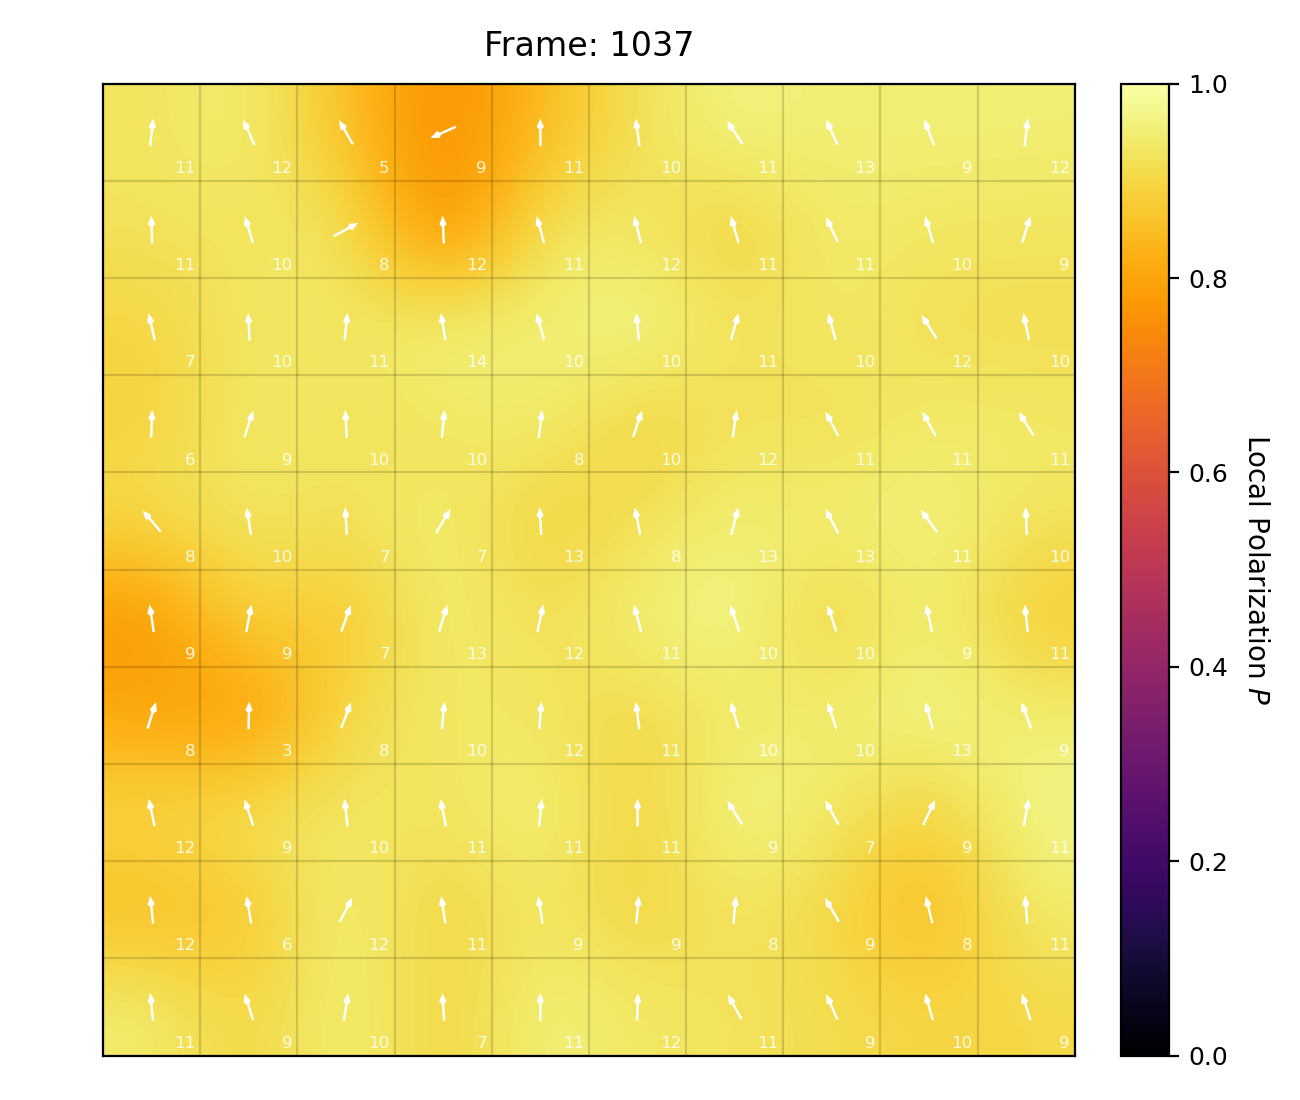 Frame: 1037
11 12 5 9 11 10 11 13 9 12
11 10 8 12 11 12 11 11 10 9
7 10 11 14 10 10 11 10 12 10
6 9 10 10 8 10 12 11 11 11
8 10 7 7 13 8 13 13 11 10
9 9 7 13 12 11 10 10 9 11
8 3 8 10 12 11 10 10 13 9
12 9 10 11 11 11 9 7 9 11
12 6 12 11 9 9 8 9 8 11
11 9 10 7 11 12 11 9 10 9
1.0
0.8
0.6
0.4
0.2
0.0
Local Polarization P